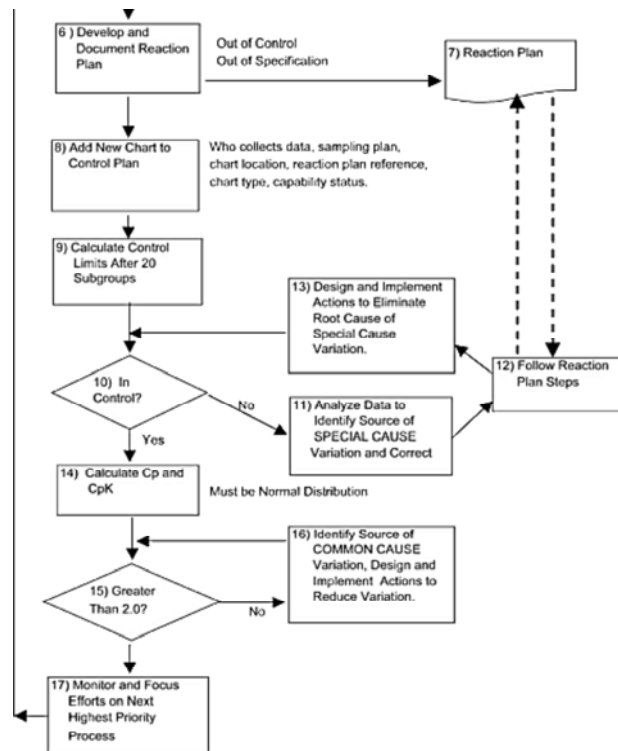 6 ) Develop and
Document Reaction
Plan
Out of Control
Out of Specification
7) Reaction Plan
8) Add New Chart to
Control Plan
Who collects data, sampling plan,
chart location, reaction plan reference,
chart type, capability status.
9) Calculate Control
Limits After 20
Subgroups
13) Design and Implement
Actions to Eliminate
Root Cause of
Special Cause
Variation.
12) Follow Reaction
Plan Steps
10) In
Control?
No
11) Analyze Data to
Identify Source of
SPECIAL CAUSE
Variation and Correct
Yes
14) Calculate Cp and
CpK
Must be Normal Distribution
16) Identify Source of
COMMON CAUSE
Variation, Design and
Implement Actions to
Reduce Variation.
15) Greater
Than 2.0?
No
17) Monitor and Focus
Efforts on Next
Highest Priority
Process